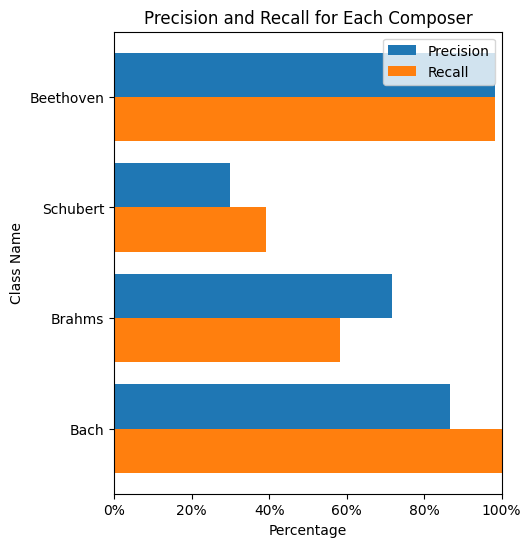 Precision and Recall for Each Composer
Precision
Recall
Class Name
Beethoven
Schubert
Brahms
Bach
0% 20% 40% 60% 80% 100%
Percentage